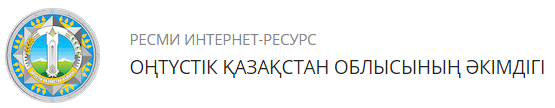 РЕСМИ ИНТЕРНЕТ-РЕСУРС
ОҢТҮСТІК ҚАЗАҚСТАН ОБЛЫСЫНЫҢ ӘКІМДІГІ